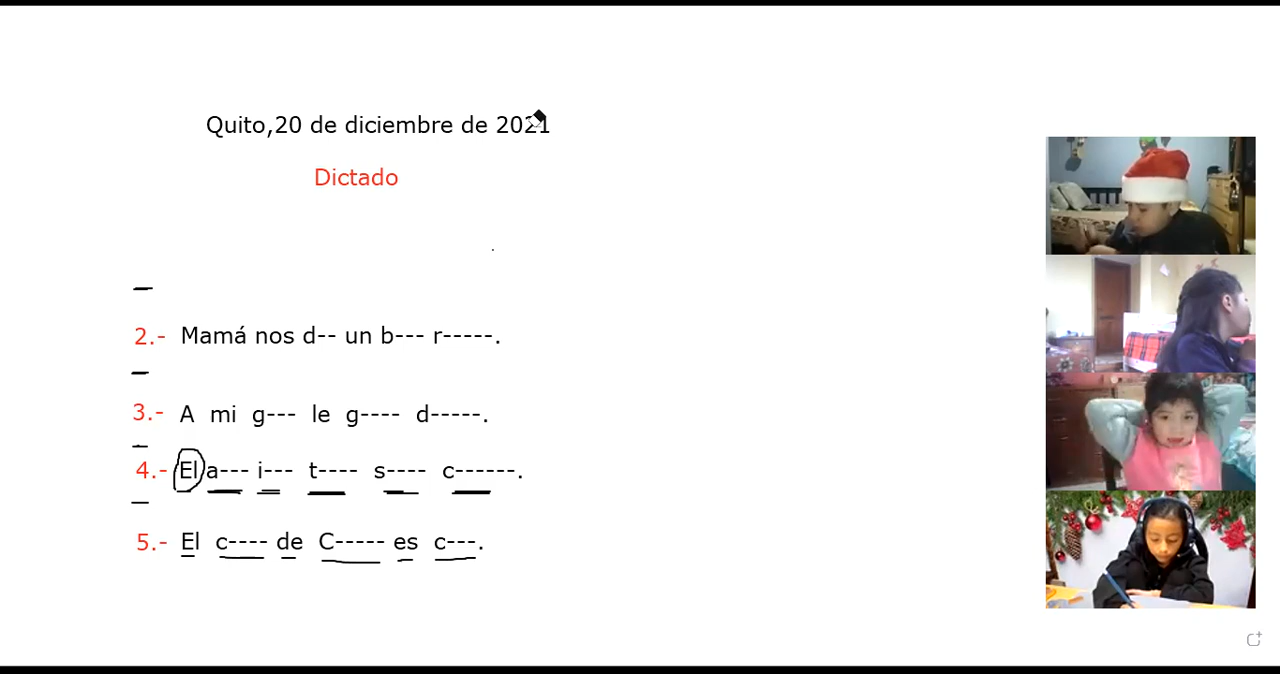 Quito,20 de diciembre de 2021
Dictado
2.- Mamá nos d-- un b--- r-----.
3.- A mi g--- le g---- d-----.
4.- El a--- i--- t---- s---- c------.
5.- El c---- de C----- es c---.